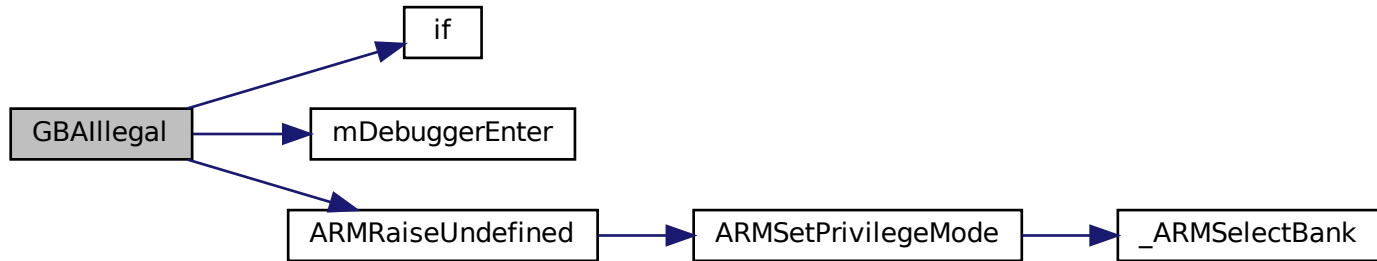 if
GBAIllegal
mDebuggerEnter
ARMRaiseUndefined
ARMSetPrivilegeMode
_ARMSelectBank